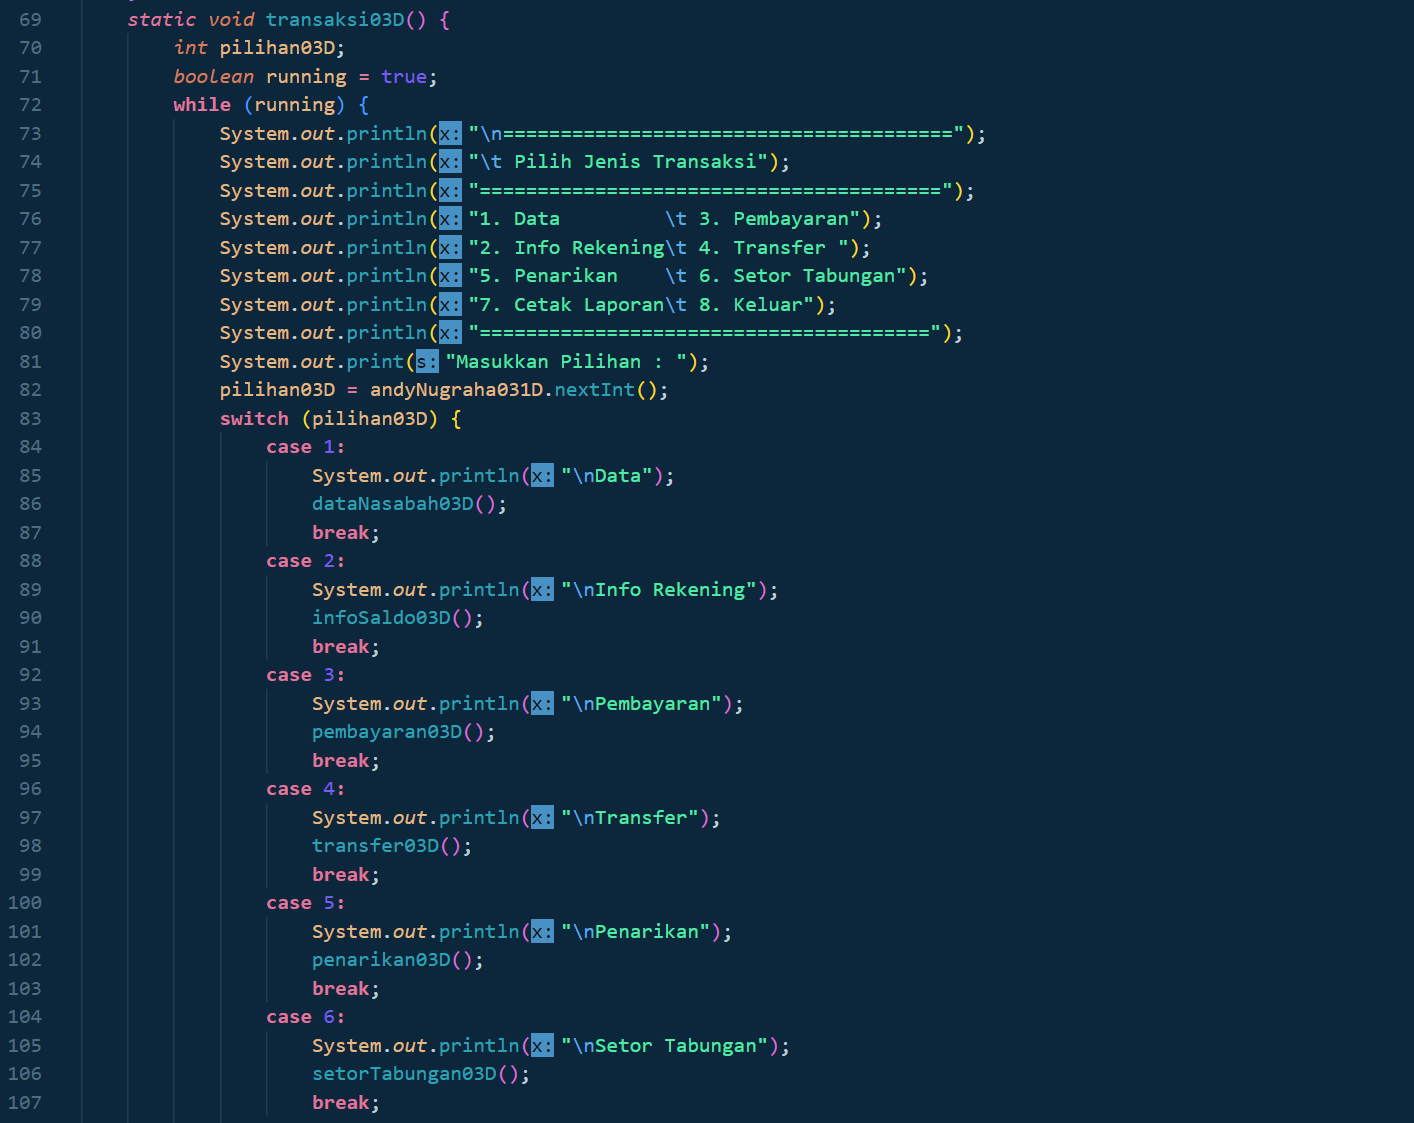 69 static void transaksi03D() {
70 int pilihan03D;
71 boolean running = true;
72 while (running) {
73 System.out.println(x: "\n=======================================");
74 System.out.println(x: "\t Pilih Jenis Transaksi");
75 System.out.println(x: "========================================");
76 System.out.println(x: "1. Data         \t 3. Pembayaran");
77 System.out.println(x: "2. Info Rekening\t 4. Transfer ");
78 System.out.println(x: "5. Penarikan    \t 6. Setor Tabungan");
79 System.out.println(x: "7. Cetak Laporan\t 8. Keluar");
80 System.out.println(x: "=======================================");
81 System.out.print(s: "Masukkan Pilihan : ");
82 pilihan03D = andyNugraha031D.nextInt();
83 switch (pilihan03D) {
84 case 1:
85 System.out.println(x: "\nData");
86 dataNasabah03D();
87 break;
88 case 2:
89 System.out.println(x: "\nInfo Rekening");
90 infoSaldo03D();
91 break;
92 case 3:
93 System.out.println(x: "\nPembayaran");
94 pembayaran03D();
95 break;
96 case 4:
97 System.out.println(x: "\nTransfer");
98 transfer03D();
99 break;
100 case 5:
101 System.out.println(x: "\nPenarikan");
102 penarikan03D();
103 break;
104 case 6:
105 System.out.println(x: "\nSetor Tabungan");
106 setorTabungan03D();
107 break;